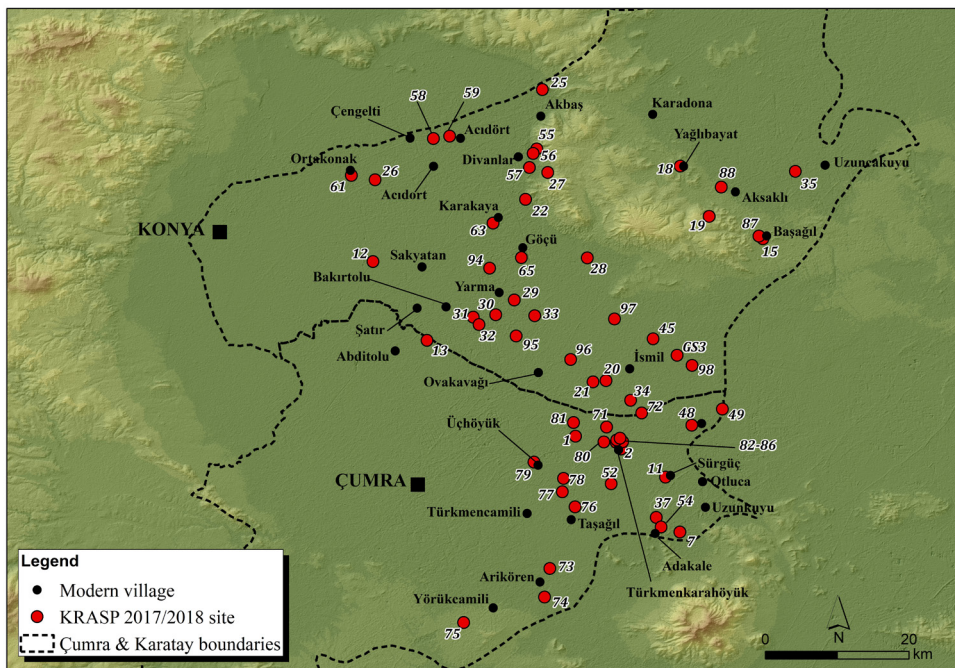 25
Akbaş
Karadona
58
59
Çengelti
Acıdört
55
Yağlıbayat
Divanlar
56
Ortakonak
26
57
18
88
35
Uzuncakuyu
61
Acıdort
27
Aksaklı
22
Karakaya
63
19
87
Başağıl
KONYA
Göçü
15
12
Sakyatan
94
65
28
Bakırtolu
Yarma
29
31
30
33
97
Şatır
32
45
13
95
GS3
Abditolu
96
İsmil
98
Ovakavağı
20
21
34
72
81
71
48
49
Üçhöyük
1
80
2
82-86
79
78
52
11
Sürgüç
ÇUMRA
77
Otluca
76
37
54
Uzunkuyu
Türkmencamili
Taşağıl
7
Adakale
73
Türkmenkarahöyük
Arikören
74
Yörükcamili
75
Legend
Modern village
KRASP 2017/2018 site
Çumra & Karatay boundaries
N
0
20
km